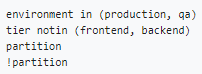 environment in (production, qa)
tier notin (frontend, backend)
partition
!partition